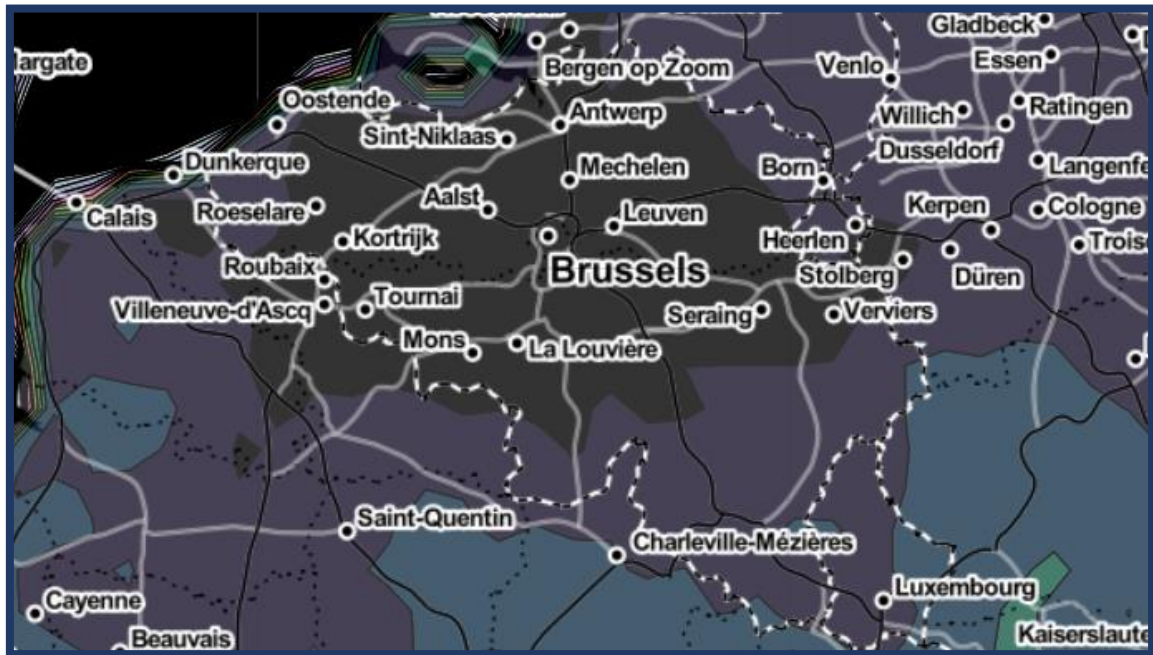 Gladbeck
Margate
Bergen op Zoom
Venlo
Essen
Oostende
Antwerp
Willich
Ratingen
Sint-Niklaas
Dusseldorf
Dunkerque
Mechelen
Born
Langenfe
Calais
Roeselare
Aalst
Leuven
Kerpen
Cologne
Kortrijk
Heerlen
Troisd
Roubaix
Brussels
Stolberg
Düren
Villeneuve-d'Ascq
Tournai
Seraing
Verviers
Mons
La Louvière
Saint-Quentin
Charleville-Mézières
Luxembourg
Cayenne
Beauvais
Kaiserslaute